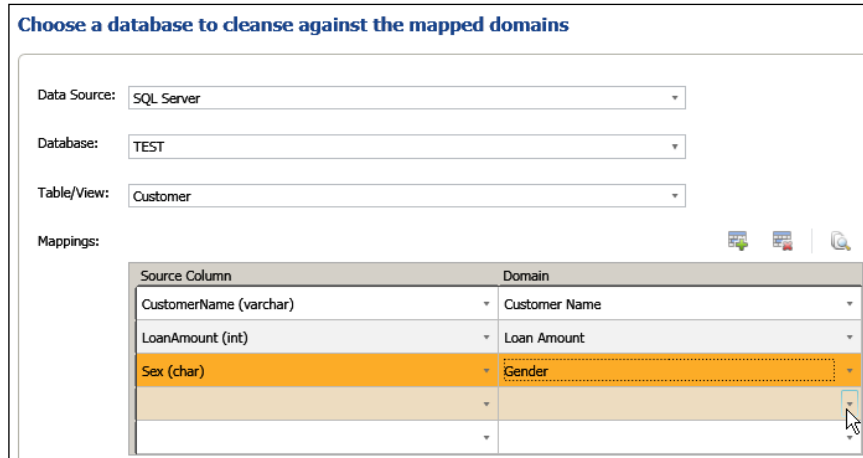 Choose a database to cleanse against the mapped domains
Data Source: SQL Server
Database: TEST
Table/View: Customer
Mappings:
Source Column Domain
CustomerName (varchar) Customer Name
LoanAmount (int) Loan Amount
Sex (char) Gender